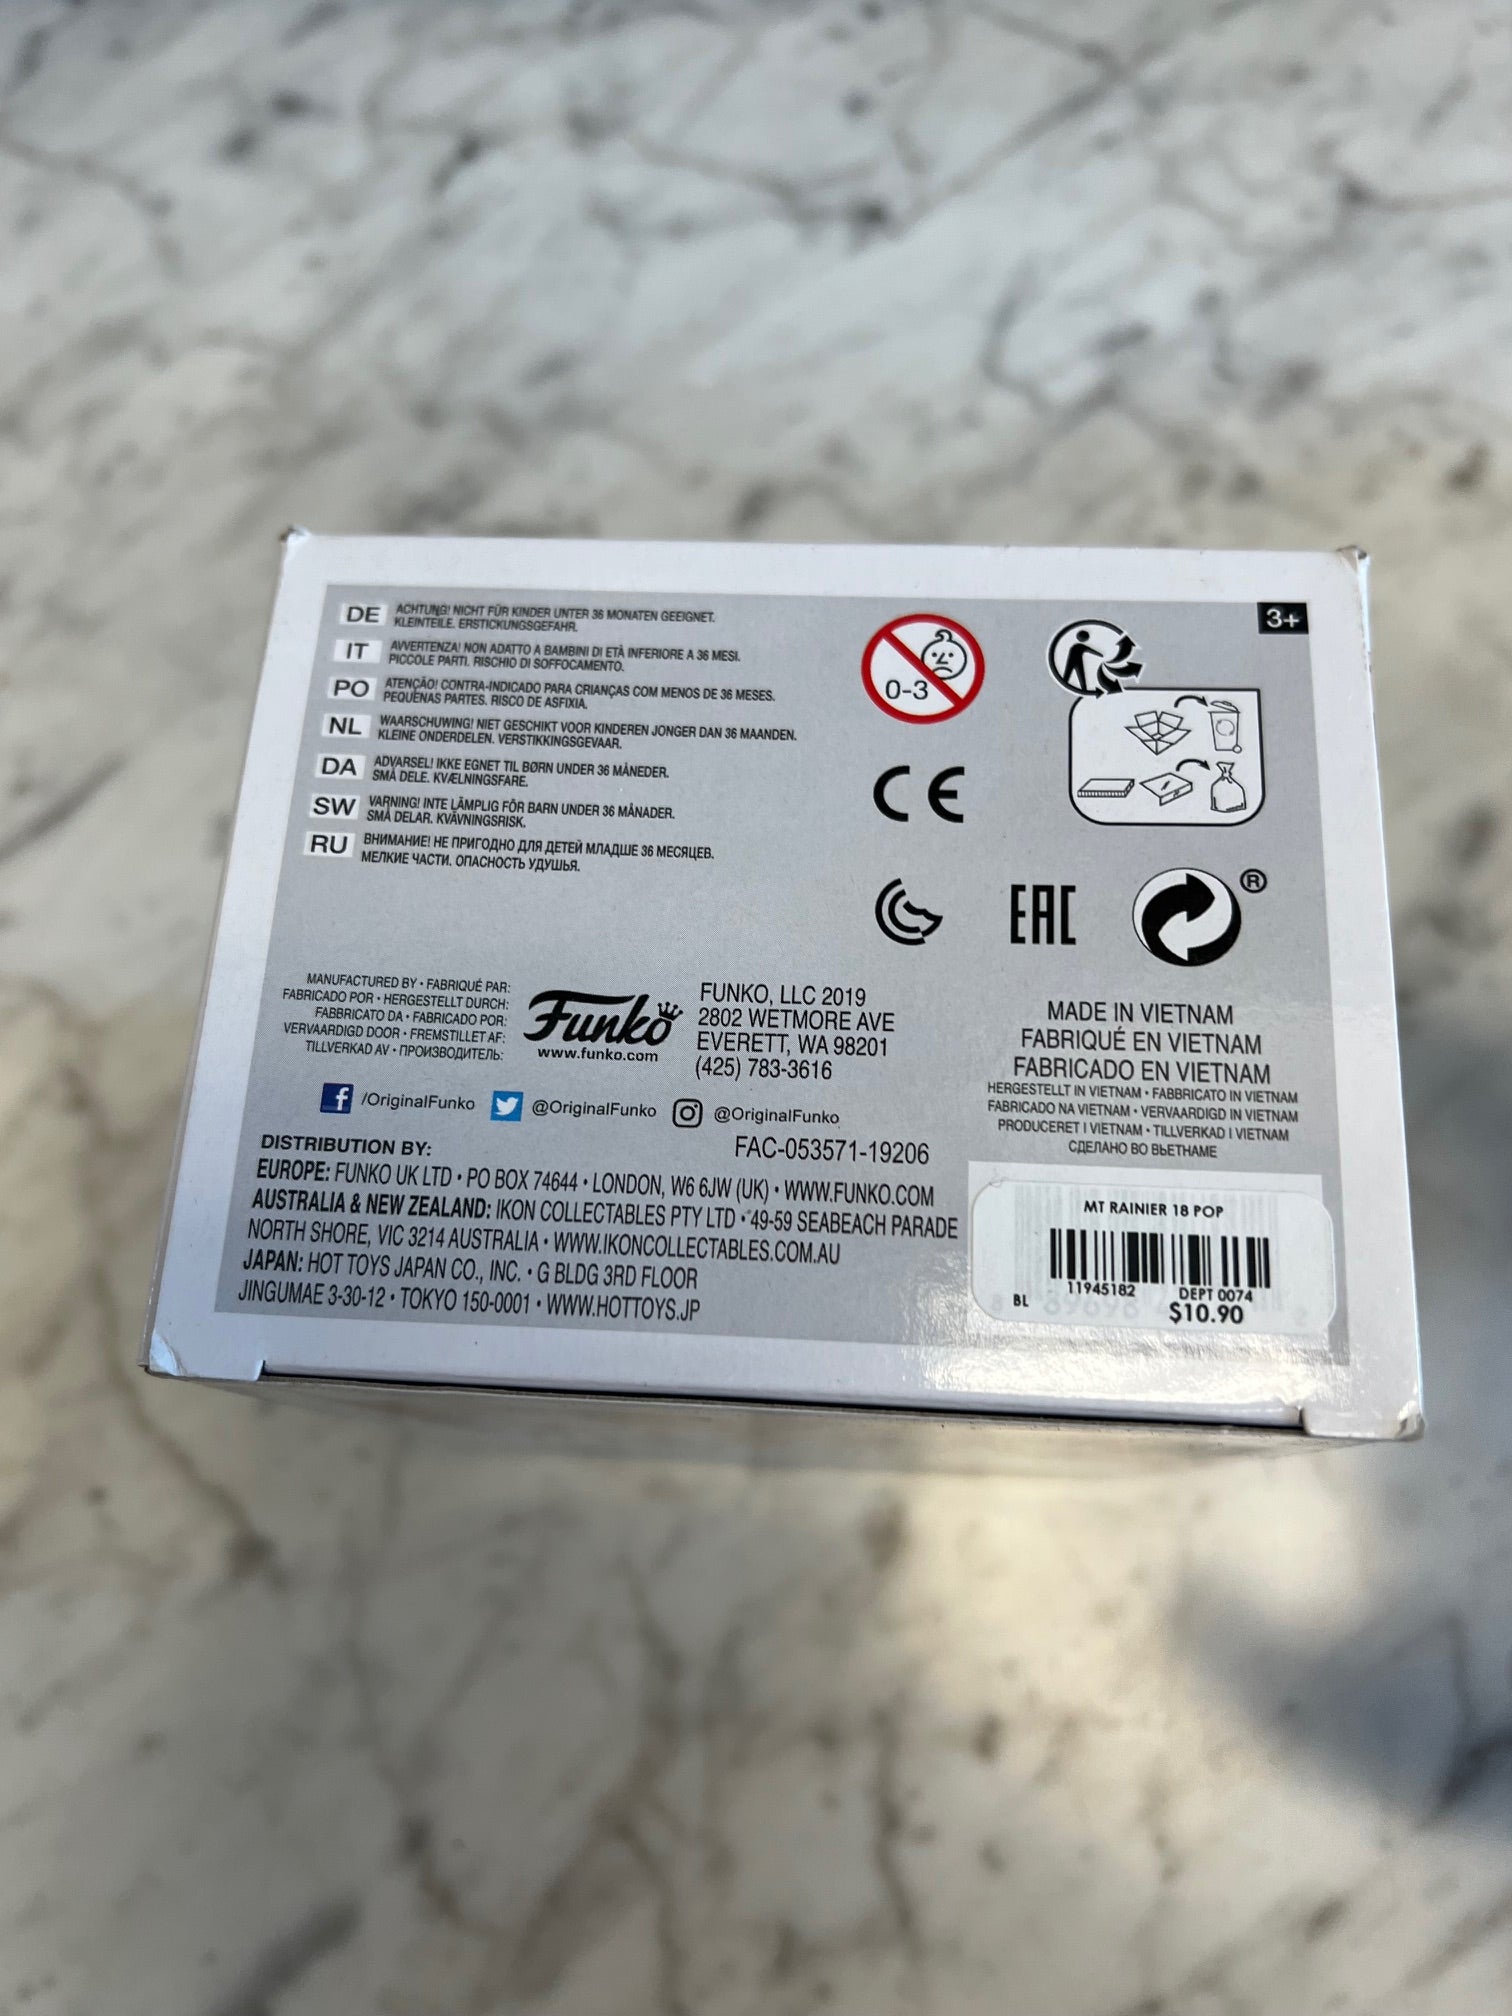 DE ACHTUNG! NICHT FÜR KINDER UNTER 36 MONATEN GEEIGNET.
KLEINTEILE. ERSTICKUNGSGEFAHR.
IT AVVERTENZA! NON ADATTO A BAMBINI DI ETÀ INFERIORE A 36 MESI.
PICCOLE PARTI. RISCHIO DI SOFFOCAMENTO.
PO ATENÇÃO! CONTRA-INDICADO PARA CRIANÇAS COM MENOS DE 36 MESES.
PEQUENAS PARTES. RISCO DE ASFIXIA.
NL WAARSCHUWING! NIET GESCHIKT VOOR KINDEREN JONGER DAN 36 MAANDEN.
KLEINE ONDERDELEN. VERSTIKKINGSGEVAAR.
DA ADVARSEL! IKKE EGNET TIL BØRN UNDER 36 MÅNEDER.
SMÅ DELE. KVÆLNINGSFARE.
SW VARNING! INTE LÄMPLIG FÖR BARN UNDER 36 MÅNADER.
SMÅ DELAR. KVÄVNINGSRISK.
RU ВНИМАНИЕ! НЕ ПРИГОДНО ДЛЯ ДЕТЕЙ МЛАДШЕ 36 МЕСЯЦЕВ.
МЕЛКИЕ ЧАСТИ. ОПАСНОСТЬ УДУШЬЯ.
0-3
3+
CE
EAC
®
MANUFACTURED BY • FABRIQUÉ PAR:
FABRICADO POR • HERGESTELLT DURCH:
FABBRICATO DA • FABRICADO POR:
VERVAARDIGD DOOR • FREMSTILLET AF:
TILLVERKAD AV • ПРОИЗВОДИТЕЛЬ:
Funko
www.funko.com
FUNKO, LLC 2019
2802 WETMORE AVE
EVERETT, WA 98201
(425) 783-3616
MADE IN VIETNAM
FABRIQUÉ EN VIETNAM
FABRICADO EN VIETNAM
HERGESTELLT IN VIETNAM • FABBRICATO IN VIETNAM
FABRICADO NA VIETNAM • VERVAARDIGD IN VIETNAM
PRODUCERET I VIETNAM • TILLVERKAD I VIETNAM
СДЕЛАНО ВО ВЬЕТНАМЕ
f /OriginalFunko @OriginalFunko @OriginalFunko
FAC-053571-19206
DISTRIBUTION BY:
EUROPE: FUNKO UK LTD • PO BOX 74644 • LONDON, W6 6JW (UK) • WWW.FUNKO.COM
AUSTRALIA & NEW ZEALAND: IKON COLLECTABLES PTY LTD • 49-59 SEABEACH PARADE
NORTH SHORE, VIC 3214 AUSTRALIA • WWW.IKONCOLLECTABLES.COM.AU
JAPAN: HOT TOYS JAPAN CO., INC. • G BLDG 3RD FLOOR
JINGUMAE 3-30-12 • TOKYO 150-0001 • WWW.HOTTOYS.JP
MT RAINIER 18 POP
11945182 DEPT 0074
BL $10.90